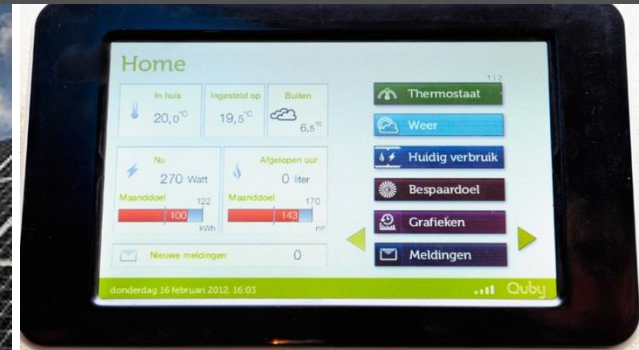 Home
112
In huis
Ingesteld op
Buiten
20,0°C
19,5°C
6,5°C
Nu
Afgelopen uur
270 Watt
0 liter
Maanddoel
122
100
kWh
Maanddoel
170
143
m³
Nieuwe meldingen 0
Thermostaat
Weer
Huidig verbruik
Bespaardoel
Grafieken
Meldingen
donderdag 16 februari 2012, 16:03
Quby